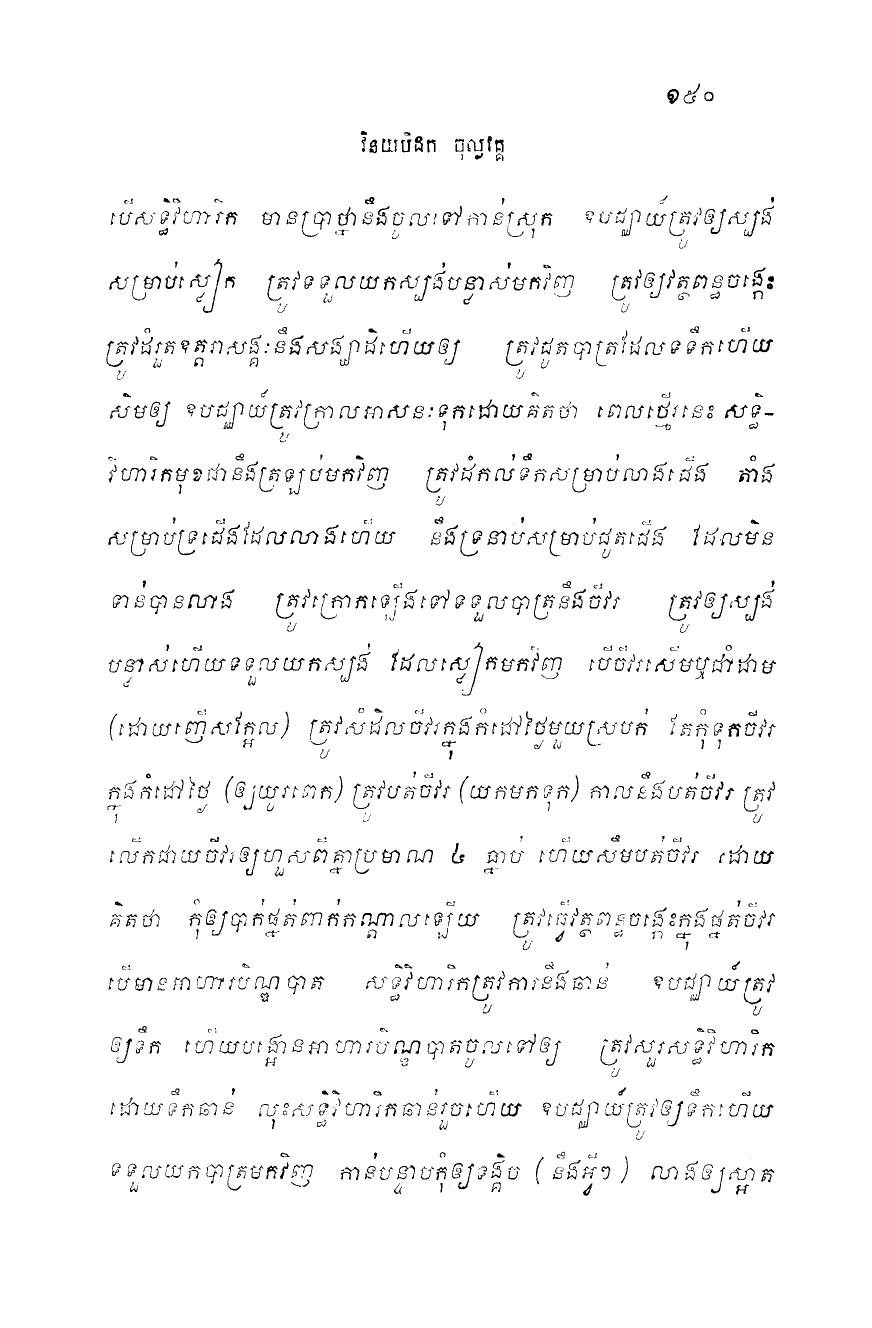 ១៥០
វិនយបិដក ចុល្លវគ្គ
បើសទ្ធិវិហារិក មានប្រាថ្នានឹងចូលទៅកាន់ស្រុក ឧបជ្ឈាយ៍ត្រូវឲ្យស្បង់
សម្រាប់ស្លៀក ត្រូវទទួលយកស្បង់បន្លាស់មកវិញ ត្រូវឲ្យវត្ថពន្ធចង្កេះ
ត្រូវដំរួតឧត្តរាសង្គៈនឹងសង្ឃាដិហើយឲ្យ ត្រូវជូតបាត្រដែលទទឹកហើយ
សិមឲ្យ ឧបជ្ឈាយ៍ត្រូវក្រាលអាសនៈទុកដោយគិតថា ពេលថ្មើរនេះ សទ្ធិ-
វិហារិកមុខជានឹងត្រឡប់មកវិញ ត្រូវដំកល់ទឹកសម្រាប់លាងជើង តាំង
សម្រាប់ទ្រជើងដែលលាងហើយ នឹងទ្រនាប់សម្រាប់ជូតជើង ដែលមិន
ទាន់បានលាង ត្រូវក្រោកឡើងទៅទទួលបាត្រនឹងចីវរ ត្រូវឲ្យស្បង់
បន្លាស់ហើយទទួលយកស្បង់ ដែលស្លៀកមកវិញ បើចីវរសើមឬជាំជាម
(ដោយញើសក្អែល) ត្រូវសំដិលចីវរក្នុងកំដៅថ្ងៃមួយស្របក់ តែកុំទុកចីវរ
ក្នុងកំដៅថ្ងៃ (ឲ្យយូរពេក) ត្រូវបត់ចីវរ (យកមកទុក) កាលនឹងបត់ចីវរ ត្រូវ
លើកជាយចីវរឲ្យហួសពីគ្នាប្រមាណ ៤ ធ្នាប់ ហើយសឹមបត់ចីវរ ដោយ
គិតថា កុំឲ្យបាក់ផ្នត់ពាក់កណ្តាលឡើយ ត្រូវធ្វើវត្ថពន្ធចង្កេះក្នុងផ្នត់ចីវរ
បើមានអាហារបិណ្ឌបាត សទ្ធិវិហារិកត្រូវការនឹងឆាន់ ឧបជ្ឈាយ៍ត្រូវ
ឲ្យទឹក ហើយបង្អោនអាហារបិណ្ឌបាតចូលទៅឲ្យ ត្រូវសួរសទ្ធិវិហារិក
ដោយទឹកឆាន់ លុះសទ្ធិវិហារិកឆាន់រួចហើយ ឧបជ្ឈាយ៍ត្រូវឲ្យទឹកហើយ
ទទួលយកបាត្រមកវិញ កាន់បន្ទាបកុំឲ្យទង្គិច (នឹងអ្វីៗ) លាងឲ្យស្អាត